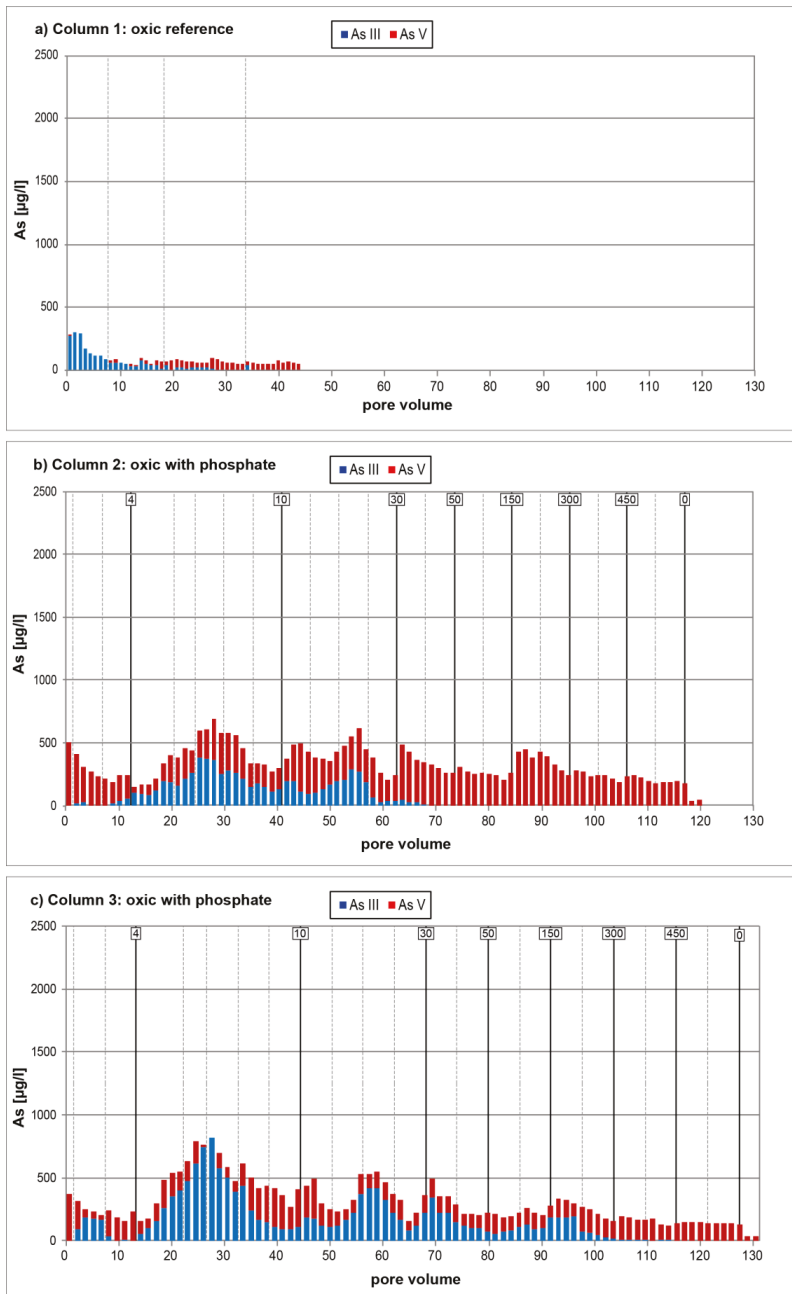 a) Column 1: oxic reference
As III As V
2500
2000
1500
1000
500
0
As [µg/l]
0 10 20 30 40 50 60 70 80 90 100 110 120 130
pore volume
b) Column 2: oxic with phosphate
As III As V
2500
2000
1500
1000
500
0
As [µg/l]
4 10 30 50 150 300 450 0
0 10 20 30 40 50 60 70 80 90 100 110 120 130
pore volume
c) Column 3: oxic with phosphate
As III As V
2500
2000
1500
1000
500
0
As [µg/l]
4 10 30 50 150 300 450 0
0 10 20 30 40 50 60 70 80 90 100 110 120 130
pore volume